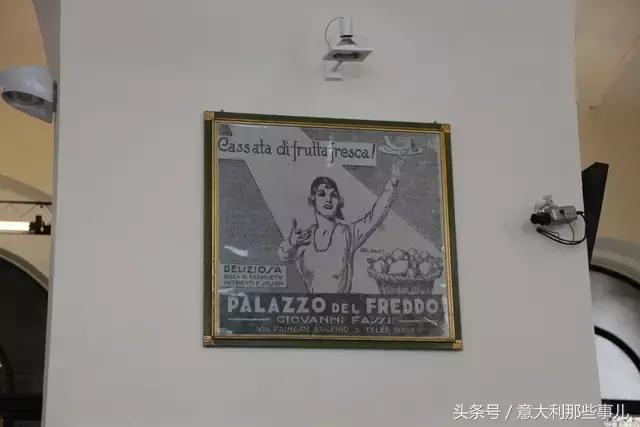 Cassata di frutta fresca!
DELIZIOSA
PALAZZO DEL FREDDO
GIOVANNI FASSI
VIA PRINCIPE EUGENIO
头条号 / 意大利那些事儿